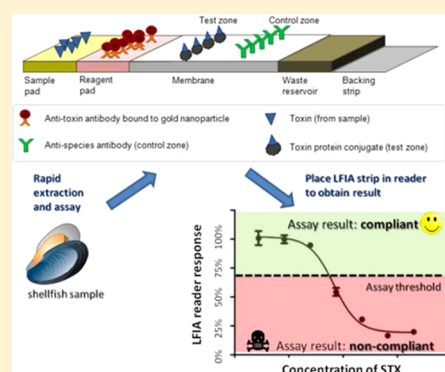 Test zone
Control zone
Sample pad
Reagent pad
Membrane
Waste reservoir
Backing strip
Anti-toxin antibody bound to gold nanoparticle
Toxin (from sample)
Anti-species antibody (control zone)
Toxin protein conjugate (test zone)
Rapid extraction and assay
Place LFIA strip in reader to obtain result
shellfish sample
LFIA reader response
100%
75%
50%
25%
0%
Assay result: compliant
Assay threshold
Assay result: non-compliant
Concentration of STX